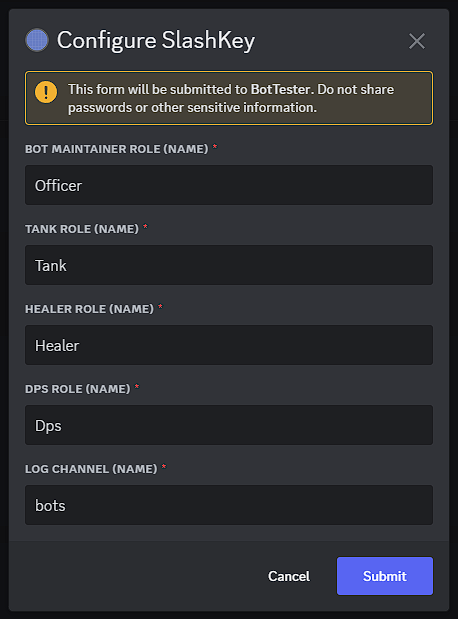 Configure SlashKey
This form will be submitted to BotTester. Do not share
passwords or other sensitive information.
BOT MAINTAINER ROLE (NAME) *
Officer
TANK ROLE (NAME) *
Tank
HEALER ROLE (NAME) *
Healer
DPS ROLE (NAME) *
Dps
LOG CHANNEL (NAME) *
bots
Cancel Submit